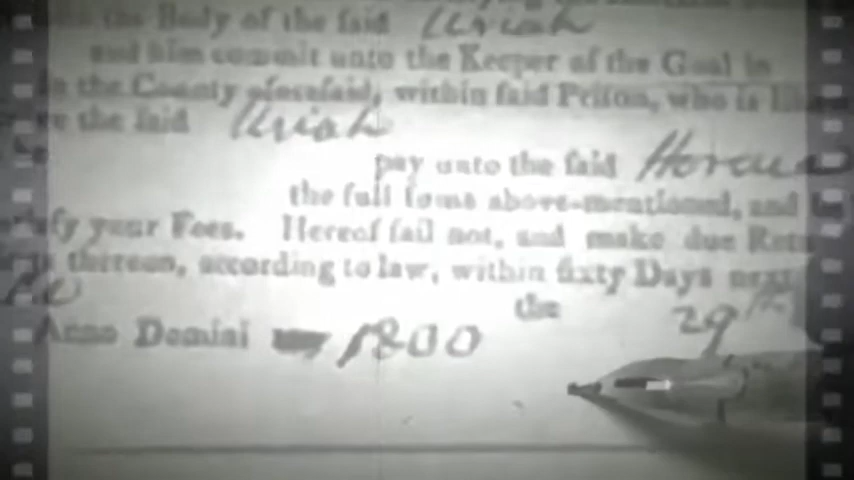 the Body of the said Uriah
and him commit unto the Keeper of the Goal in
in the County aforesaid, within said Prison, who is
the said Uriah
pay unto the said Horace
the full sums above-mentioned, and
your Fees. Hereof fail not, and make due
thereon, according to law, within sixty Days next
the 29th
Anno Domini 1800